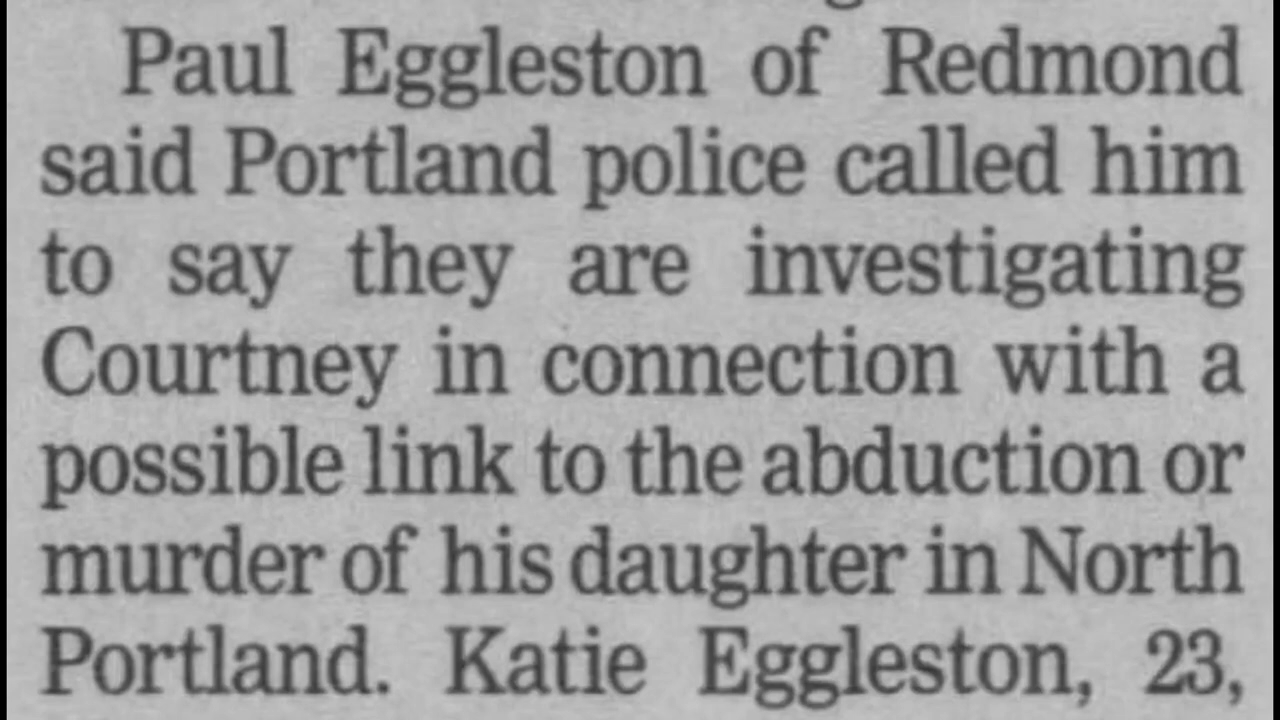 Paul Eggleston of Redmond
said Portland police called him
to say they are investigating
Courtney in connection with a
possible link to the abduction or
murder of his daughter in North
Portland. Katie Eggleston, 23,